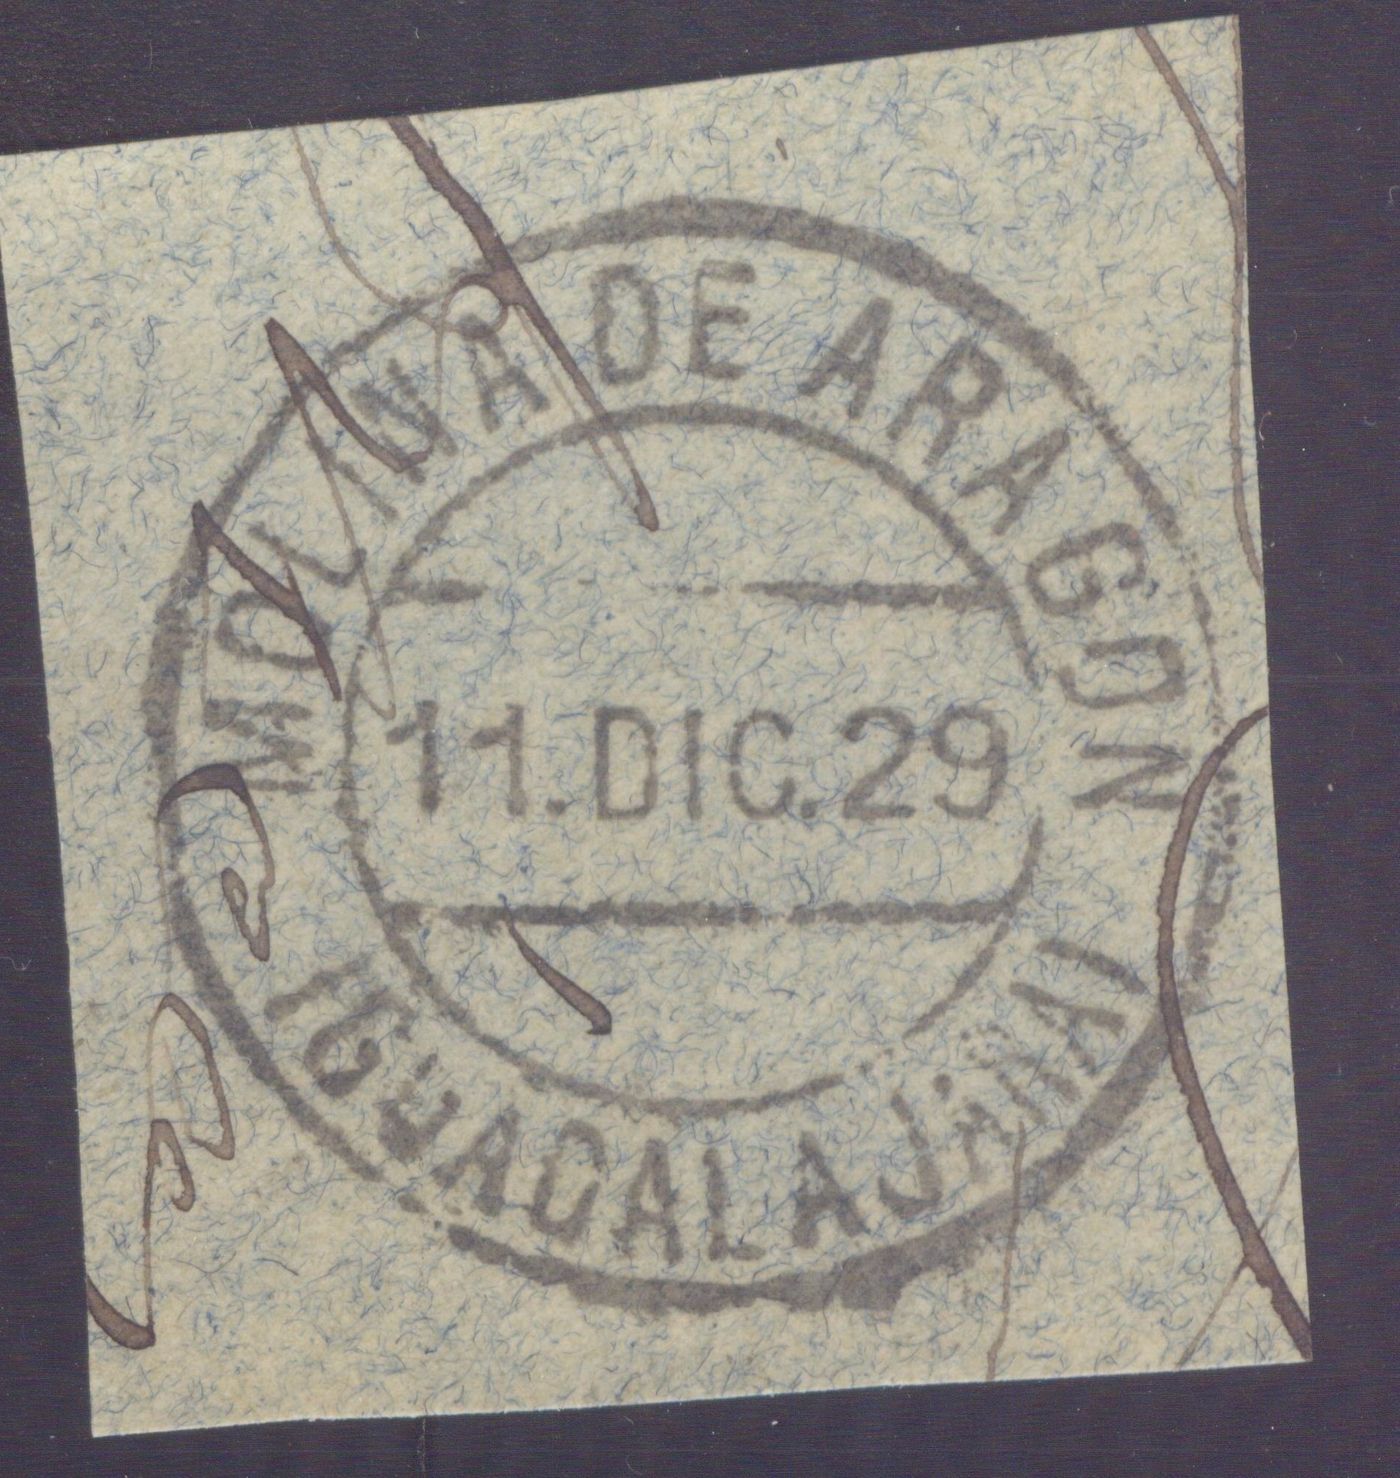 MOLINA DE ARAGON
11.DIC.29
(GUADALAJARA)